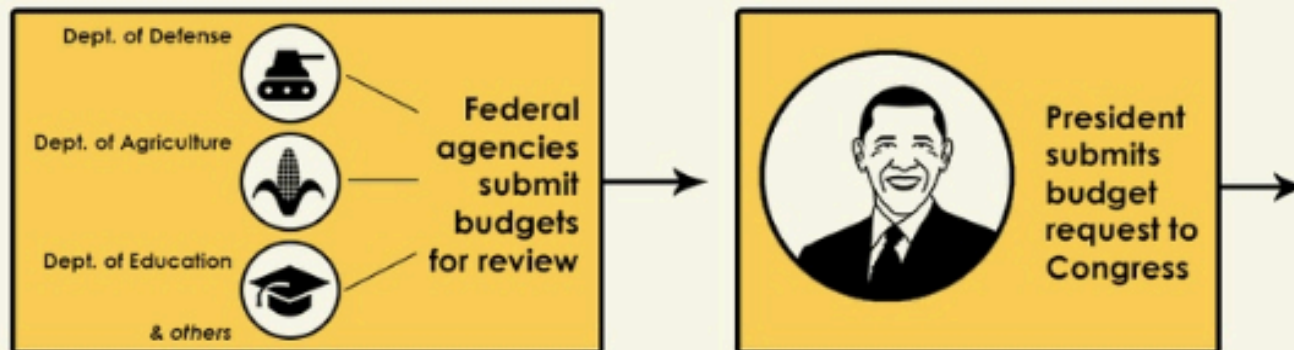 Dept. of Defense
Dept. of Agriculture
Dept. of Education
& others
Federal
agencies
submit
budgets
for review
President
submits
budget
request to
Congress